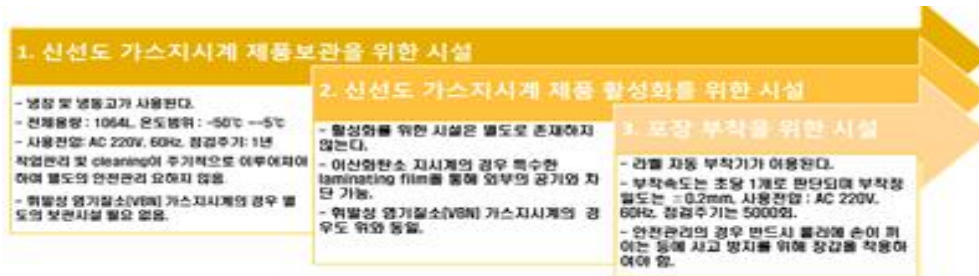 1. 신선도 가스지시계 제품보관을 위한 시설
- 냉장 및 냉동고가 사용된다.
- 전체용량 : 1064L, 온도범위 : -50℃ ~-5℃
- 사용전압: AC 220V, 60Hz, 점검주기: 1년
작업관리 및 cleaning이 주기적으로 이루어져야
하며 별도의 안전관리 요하지 않음.
- 휘발성 염기질소(VBN) 가스지시계의 경우 별
도의 보관시설 필요 없음.
2. 신선도 가스지시계 제품 활성화를 위한 시설
- 활성화를 위한 시설은 별도로 존재하지
않는다.
- 이산화탄소 지시계의 경우 특수한
laminating film를 통해 외부의 공기와 차
단 가능.
- 휘발성 염기질소(VBN) 가스지시계의 경
우도 위와 동일.
3. 포장 부착을 위한 시설
- 라벨 자동 부착기가 이용된다.
- 부착속도는 초당 1개로 판단되며 부착정
밀도는 ±0.2mm, 사용전압 : AC 220V,
60Hz, 점검주기는 5000회.
- 안전관리의 경우 반드시 롤러에 손이 끼
이는 등에 사고 방지를 위해 장갑을 착용하
여야 함.